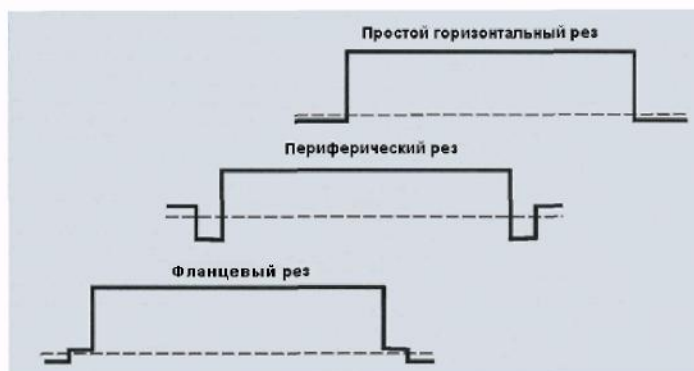 Простой горизонтальный рез
Периферический рез
Фланцевый рез